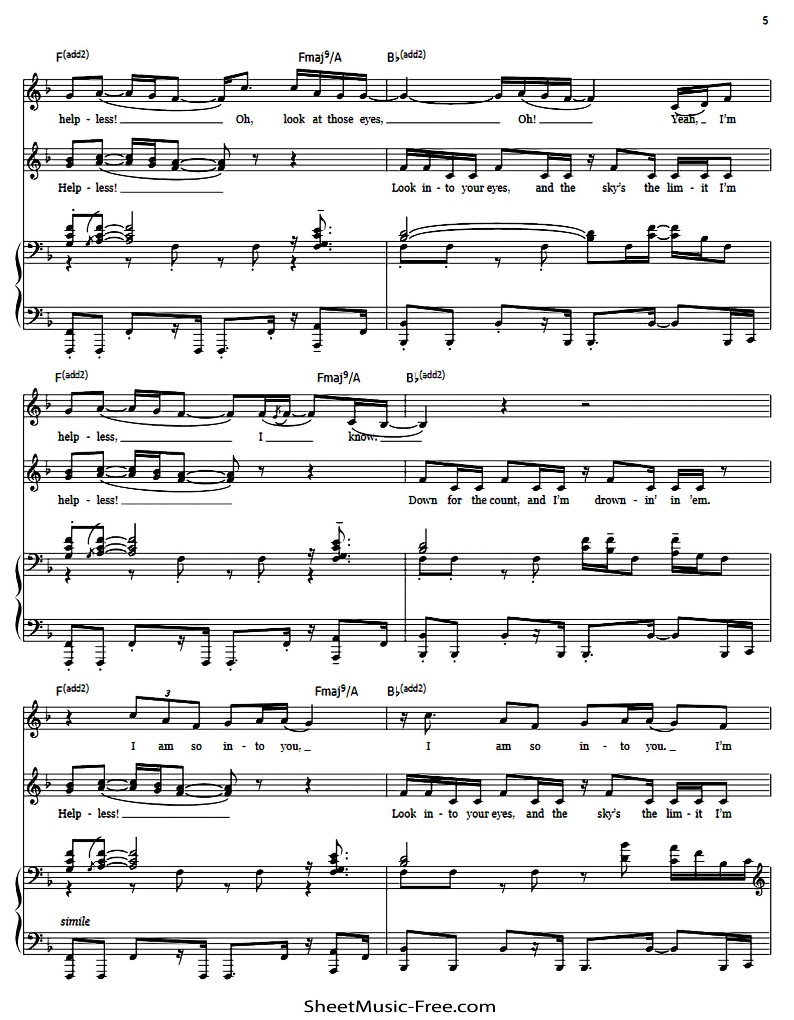 5
F(add2) Fmaj9/A B♭(add2)
help - less! Oh, look at those eyes, Oh! Yeah, I'm
Help - less! Look in - to your eyes, and the sky's the lim - it I'm
F(add2) Fmaj9/A B♭(add2)
help - less, I know.
help - less! Down for the count, and I'm drown - in' in 'em.
F(add2) 3 Fmaj9/A B♭(add2)
I am so in - to you, I am so in - to you. I'm
Help - less! Look in - to your eyes, and the sky's the lim - it I'm
simile
SheetMusic-Free.com